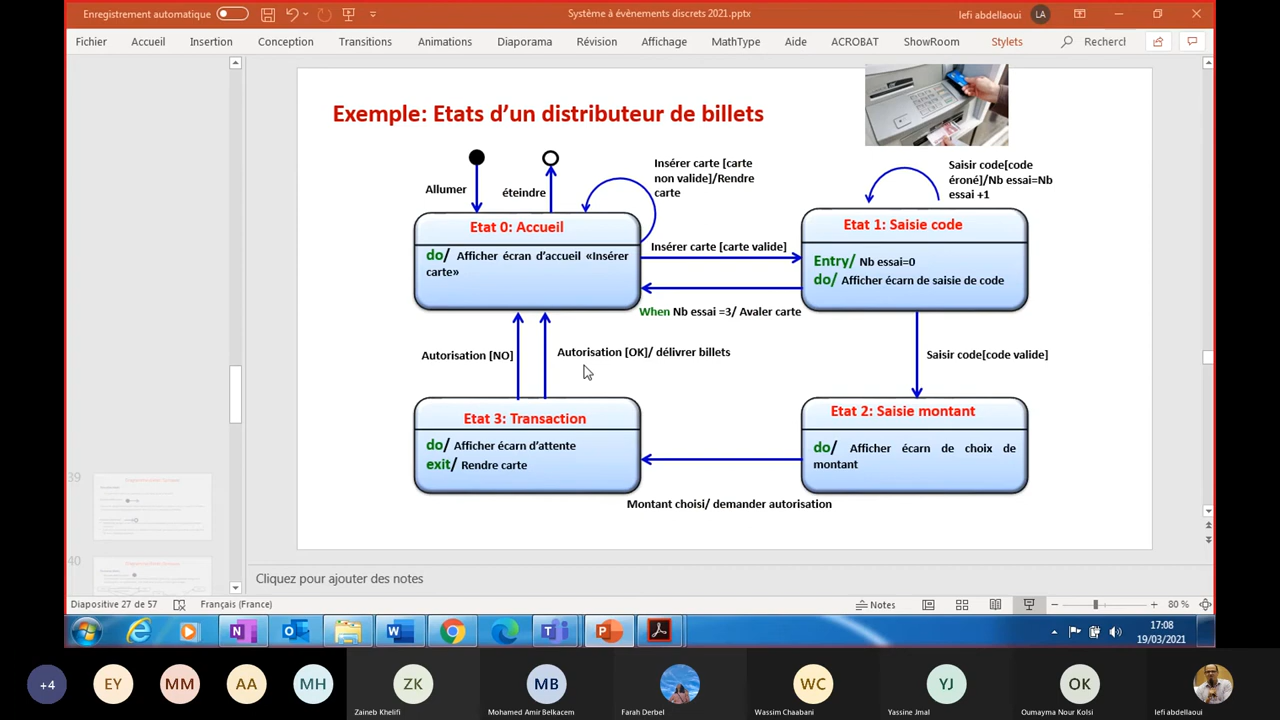 Enregistrement automatique
Système à évènements discrets 2021.pptx
lefi abdellaoui
LA
Fichier
Accueil
Insertion
Conception
Transitions
Animations
Diaporama
Révision
Affichage
MathType
Aide
ACROBAT
ShowRoom
Stylets
Recherch
Exemple: Etats d’un distributeur de billets
Allumer
éteindre
Insérer carte [carte
non valide]/Rendre
carte
Saisir code[code
éroné]/Nb essai=Nb
essai +1
Etat 0: Accueil
do/ Afficher écran d’accueil «Insérer
carte»
Insérer carte [carte valide]
Etat 1: Saisie code
Entry/ Nb essai=0
do/ Afficher écarn de saisie de code
When Nb essai =3/ Avaler carte
Autorisation [NO]
Autorisation [OK]/ délivrer billets
Saisir code[code valide]
Etat 3: Transaction
do/ Afficher écarn d’attente
exit/ Rendre carte
Etat 2: Saisie montant
do/ Afficher écarn de choix de
montant
Montant choisi/ demander autorisation
39
40
Cliquez pour ajouter des notes
Diapositive 27 de 57
Français (France)
Notes
80 %
17:08
19/03/2021
+4
EY
MM
AA
MH
ZK
Zaineb Khelifi
MB
Mohamed Amir Belkacem
Farah Derbel
WC
Wassim Chaabani
YJ
Yassine Jmal
OK
Oumayma Nour Kolsi
lefi abdellaoui